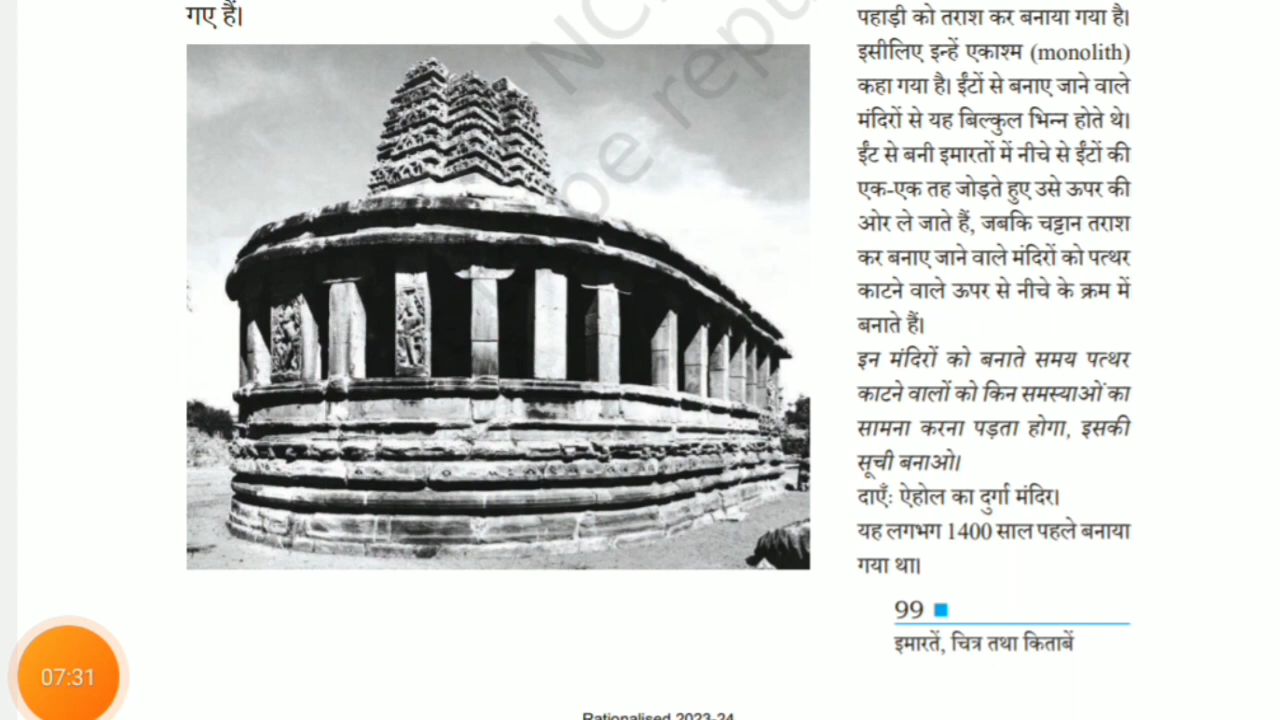 गए हैं।
पहाड़ी को तराश कर बनाया गया है।
इसीलिए इन्हें एकाश्म (monolith)
कहा गया है। ईंटों से बनाए जाने वाले
मंदिरों से यह बिल्कुल भिन्न होते थे।
ईंट से बनी इमारतों में नीचे से ईंटों की
एक-एक तह जोड़ते हुए उसे ऊपर की
ओर ले जाते हैं, जबकि चट्टान तराश
कर बनाए जाने वाले मंदिरों को पत्थर
काटने वाले ऊपर से नीचे के क्रम में
बनाते हैं।
इन मंदिरों को बनाते समय पत्थर
काटने वालों को किन समस्याओं का
सामना करना पड़ता होगा, इसकी
सूची बनाओ।
दाएँ: ऐहोल का दुर्गा मंदिर।
यह लगभग 1400 साल पहले बनाया
गया था।
99
इमारतें, चित्र तथा किताबें
07:31
Rationalised 2023-24
be repu